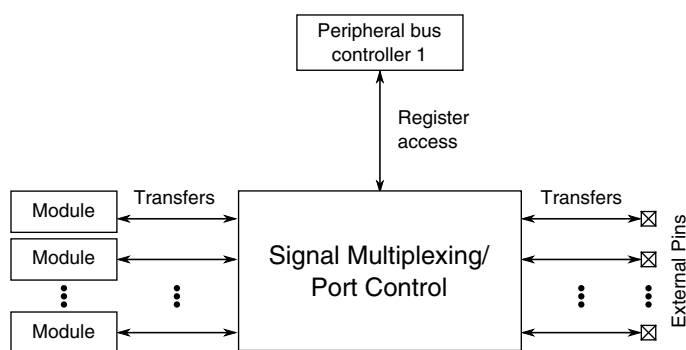 Peripheral bus
controller 1
Register
access
Transfers
Transfers
Module
Module
Module
Signal Multiplexing/
Port Control
External Pins